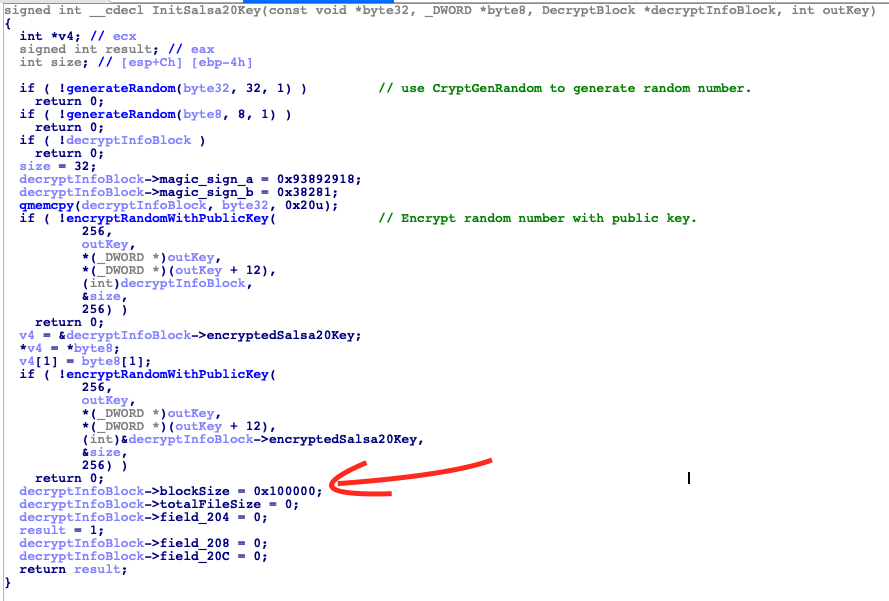 signed int __cdecl InitSalsa20Key(const void *byte32, _DWORD *byte8, DecryptBlock *decryptInfoBlock, int outKey)
{
  int *v4; // ecx
  signed int result; // eax
  int size; // [esp+Ch] [ebp-4h]

  if ( !generateRandom(byte32, 32, 1) )          // use CryptGenRandom to generate random number.
    return 0;
  if ( !generateRandom(byte8, 8, 1) )
    return 0;
  if ( !decryptInfoBlock )
    return 0;
  size = 32;
  decryptInfoBlock->magic_sign_a = 0x93892918;
  decryptInfoBlock->magic_sign_b = 0x38281;
  qmemcpy(decryptInfoBlock, byte32, 0x20u);
  if ( !encryptRandomWithPublicKey(              // Encrypt random number with public key.
          256,
          outKey,
          *(_DWORD *)outKey,
          *(_DWORD *)(outKey + 12),
          (int)decryptInfoBlock,
          &size,
          256) )
    return 0;
  v4 = &decryptInfoBlock->encryptedSalsa20Key;
  *v4 = *byte8;
  v4[1] = byte8[1];
  if ( !encryptRandomWithPublicKey(
          256,
          outKey,
          *(_DWORD *)outKey,
          *(_DWORD *)(outKey + 12),
          (int)&decryptInfoBlock->encryptedSalsa20Key,
          &size,
          256) )
    return 0;
  decryptInfoBlock->blockSize = 0x100000;
  decryptInfoBlock->totalFileSize = 0;
  decryptInfoBlock->field_204 = 0;
  result = 1;
  decryptInfoBlock->field_208 = 0;
  decryptInfoBlock->field_20C = 0;
  return result;
}